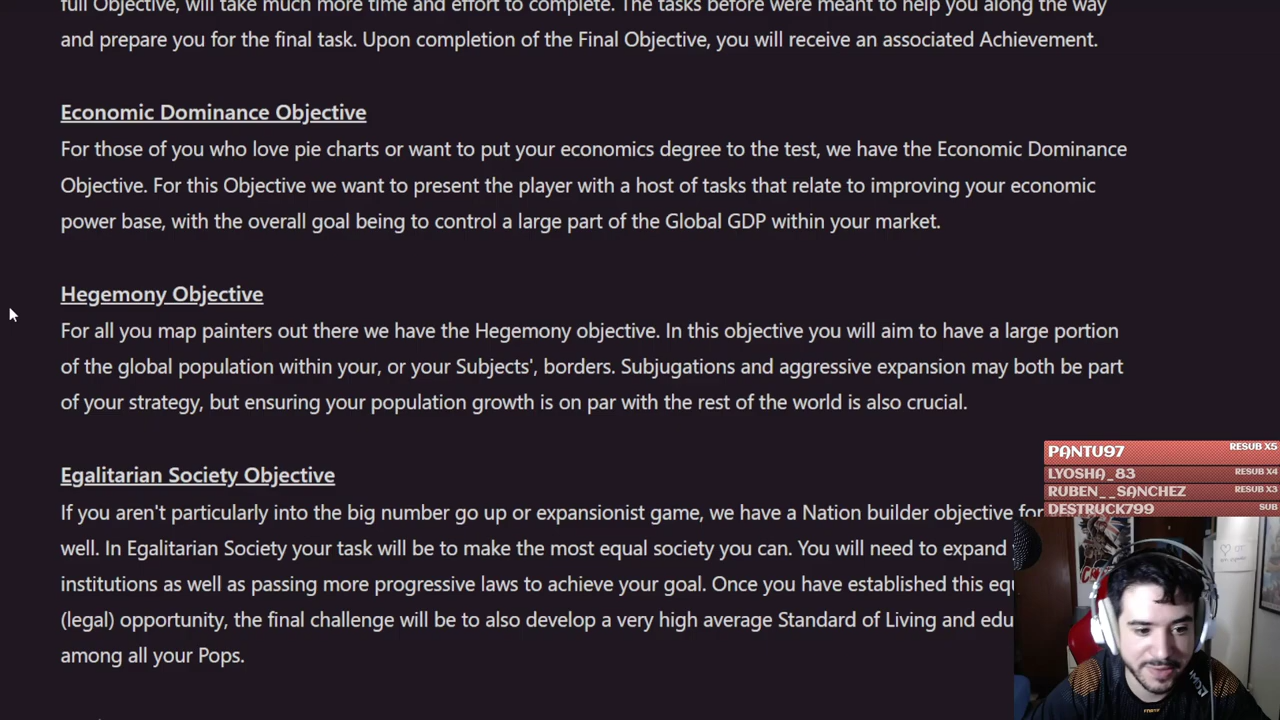 full Objective, will take much more time and effort to complete. The tasks before were meant to help you along the way
and prepare you for the final task. Upon completion of the Final Objective, you will receive an associated Achievement.
Economic Dominance Objective
For those of you who love pie charts or want to put your economics degree to the test, we have the Economic Dominance
Objective. For this Objective we want to present the player with a host of tasks that relate to improving your economic
power base, with the overall goal being to control a large part of the Global GDP within your market.
Hegemony Objective
For all you map painters out there we have the Hegemony objective. In this objective you will aim to have a large portion
of the global population within your, or your Subjects', borders. Subjugations and aggressive expansion may both be part
of your strategy, but ensuring your population growth is on par with the rest of the world is also crucial.
Egalitarian Society Objective
If you aren't particularly into the big number go up or expansionist game, we have a Nation builder objective for
well. In Egalitarian Society your task will be to make the most equal society you can. You will need to expand
institutions as well as passing more progressive laws to achieve your goal. Once you have established this
(legal) opportunity, the final challenge will be to also develop a very high average Standard of Living and
among all your Pops.
PANTU97 RESUB X5
LYOSHA_83 RESUB X4
RUBEN__SANCHEZ RESUB X3
DESTRUCK799 SUB